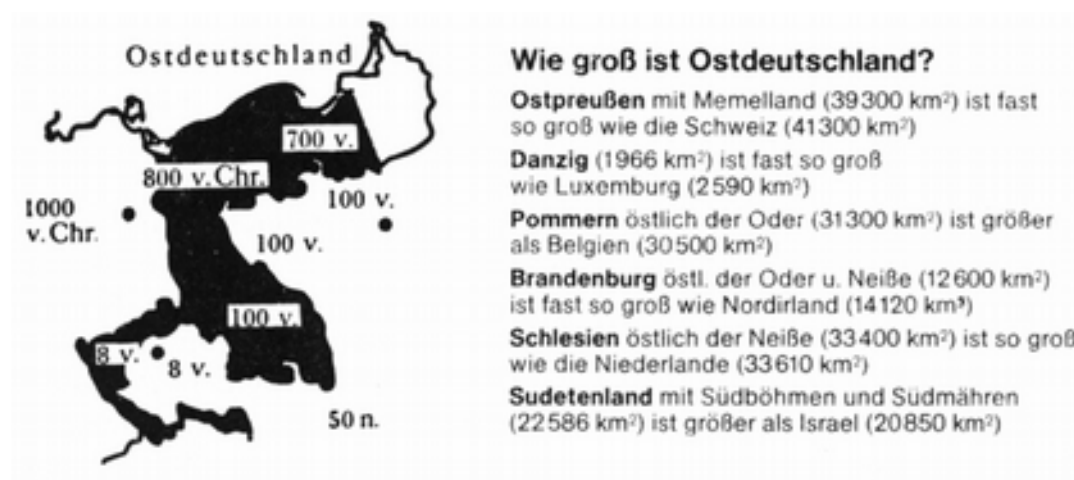 Ostdeutschland
700 v.
800 v. Chr.
100 v.
1000
v. Chr.
100 v.
100 v.
8 v.
8 v.
50 n.
Wie groß ist Ostdeutschland?
Ostpreußen mit Memelland (39300 km²) ist fast
so groß wie die Schweiz (41300 km²)
Danzig (1966 km²) ist fast so groß
wie Luxemburg (2590 km²)
Pommern östlich der Oder (31300 km²) ist größer
als Belgien (30500 km²)
Brandenburg östl. der Oder u. Neiße (12600 km²)
ist fast so groß wie Nordirland (14120 km³)
Schlesien östlich der Neiße (33400 km²) ist so groß
wie die Niederlande (33610 km²)
Sudetenland mit Südböhmen und Südmähren
(22586 km²) ist größer als Israel (20850 km²)